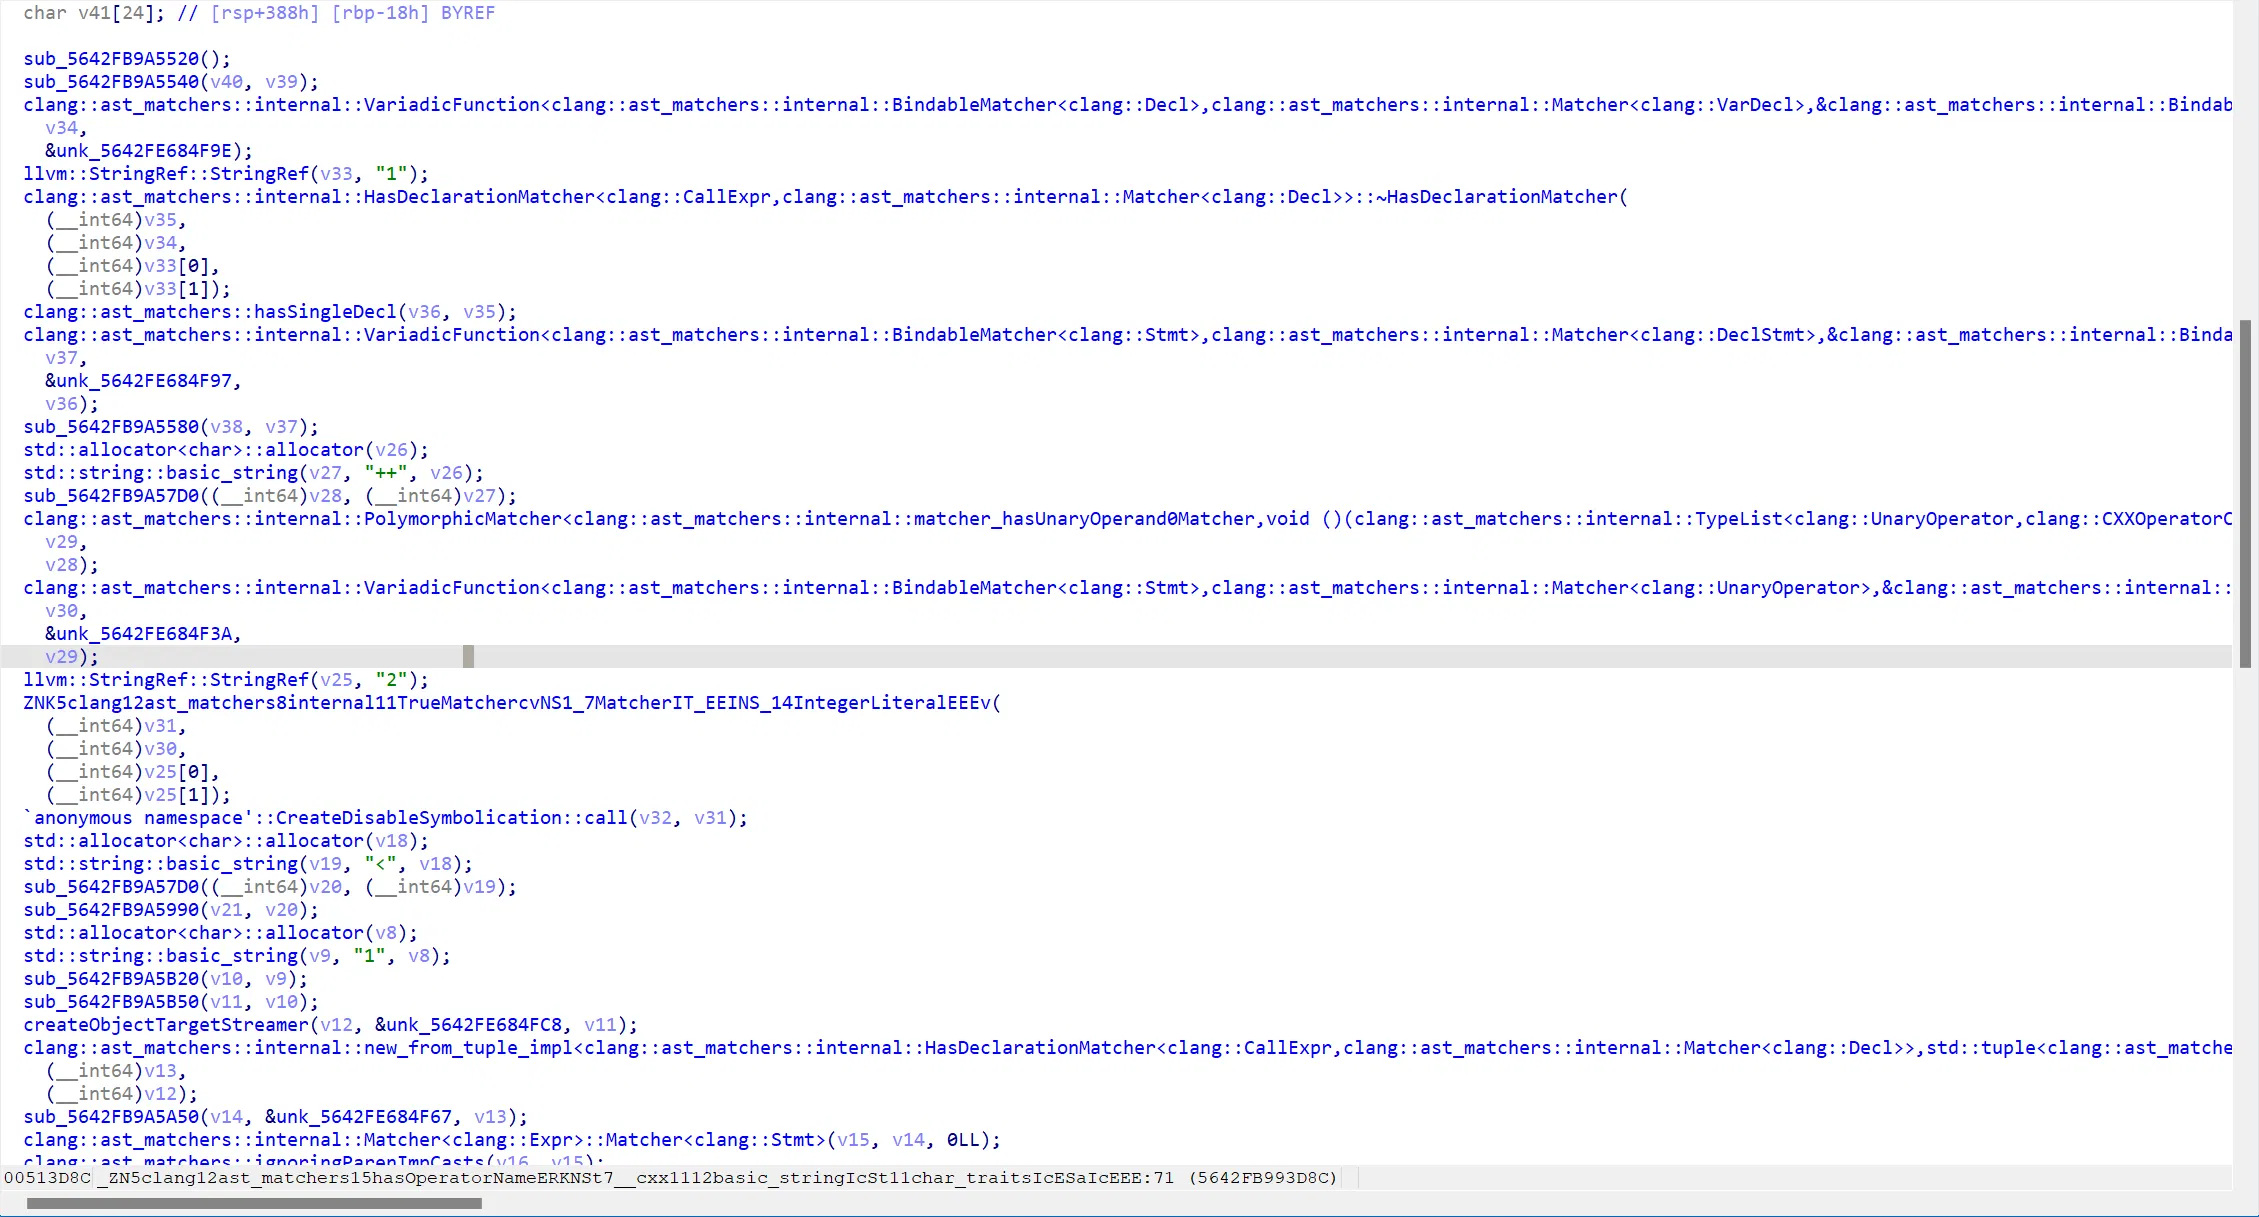 char v41[24]; // [rsp+388h] [rbp-18h] BYREF
sub_5642FB9A5520();
sub_5642FB9A5540(v40, v39);
clang::ast_matchers::internal::VariadicFunction<clang::ast_matchers::internal::BindableMatcher<clang::Decl>,clang::ast_matchers::internal::Matcher<clang::VarDecl>,&clang::ast_matchers::internal::Bindab
v34,
&unk_5642FE684F9E);
llvm::StringRef::StringRef(v33, "1");
clang::ast_matchers::internal::HasDeclarationMatcher<clang::CallExpr,clang::ast_matchers::internal::Matcher<clang::Decl>>::~HasDeclarationMatcher(
(__int64)v35,
(__int64)v34,
(__int64)v33[0],
(__int64)v33[1]);
clang::ast_matchers::hasSingleDecl(v36, v35);
clang::ast_matchers::internal::VariadicFunction<clang::ast_matchers::internal::BindableMatcher<clang::Stmt>,clang::ast_matchers::internal::Matcher<clang::DeclStmt>,&clang::ast_matchers::internal::Binda
v37,
&unk_5642FE684F97,
v36);
sub_5642FB9A5580(v38, v37);
std::allocator<char>::allocator(v26);
std::string::basic_string(v27, "++", v26);
sub_5642FB9A57D0((__int64)v28, (__int64)v27);
clang::ast_matchers::internal::PolymorphicMatcher<clang::ast_matchers::internal::matcher_hasUnaryOperand0Matcher,void ()(clang::ast_matchers::internal::TypeList<clang::UnaryOperator,clang::CXXOperatorC
v29,
v28);
clang::ast_matchers::internal::VariadicFunction<clang::ast_matchers::internal::BindableMatcher<clang::Stmt>,clang::ast_matchers::internal::Matcher<clang::UnaryOperator>,&clang::ast_matchers::internal::
v30,
&unk_5642FE684F3A,
v29);
llvm::StringRef::StringRef(v25, "2");
ZNK5clang12ast_matchers8internal11TrueMatchercvNS1_7MatcherIT_EEINS_14IntegerLiteralEEEv(
(__int64)v31,
(__int64)v30,
(__int64)v25[0],
(__int64)v25[1]);
`anonymous namespace'::CreateDisableSymbolication::call(v32, v31);
std::allocator<char>::allocator(v18);
std::string::basic_string(v19, "<", v18);
sub_5642FB9A57D0((__int64)v20, (__int64)v19);
sub_5642FB9A5990(v21, v20);
std::allocator<char>::allocator(v8);
std::string::basic_string(v9, "1", v8);
sub_5642FB9A5B20(v10, v9);
sub_5642FB9A5B50(v11, v10);
createObjectTargetStreamer(v12, &unk_5642FE684FC8, v11);
clang::ast_matchers::internal::new_from_tuple_impl<clang::ast_matchers::internal::HasDeclarationMatcher<clang::CallExpr,clang::ast_matchers::internal::Matcher<clang::Decl>>,std::tuple<clang::ast_matche
(__int64)v13,
(__int64)v12);
sub_5642FB9A5A50(v14, &unk_5642FE684F67, v13);
clang::ast_matchers::internal::Matcher<clang::Expr>::Matcher<clang::Stmt>(v15, v14, 0LL);
clang::ast_matchers::ignoringParenImpCasts(v16, v15);
00513D8C _ZN5clang12ast_matchers15hasOperatorNameERKNSt7__cxx1112basic_stringIcSt11char_traitsIcESaIcEEE:71 (5642FB993D8C)